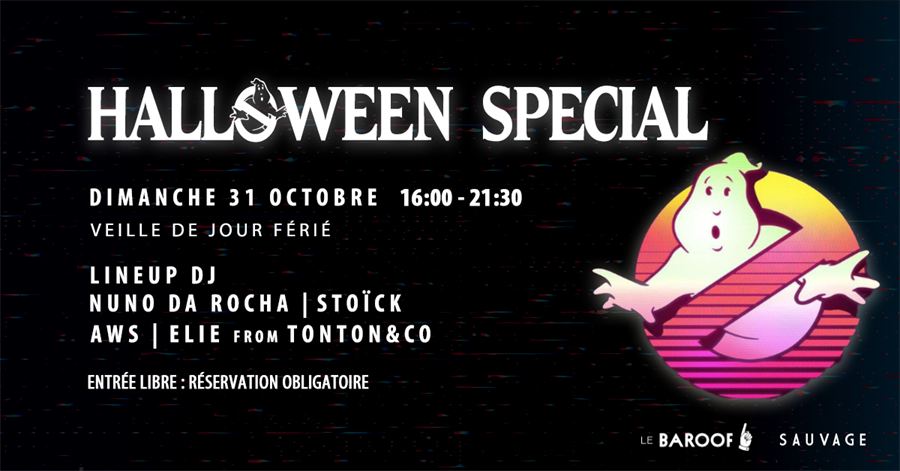 HALLOWEEN SPECIAL
DIMANCHE 31 OCTOBRE 16:00 - 21:30
VEILLE DE JOUR FÉRIÉ
LINEUP DJ
NUNO DA ROCHA | STOÏCK
AWS | ELIE FROM TONTON&CO
ENTRÉE LIBRE : RÉSERVATION OBLIGATOIRE
LE BAROOF SAUVAGE